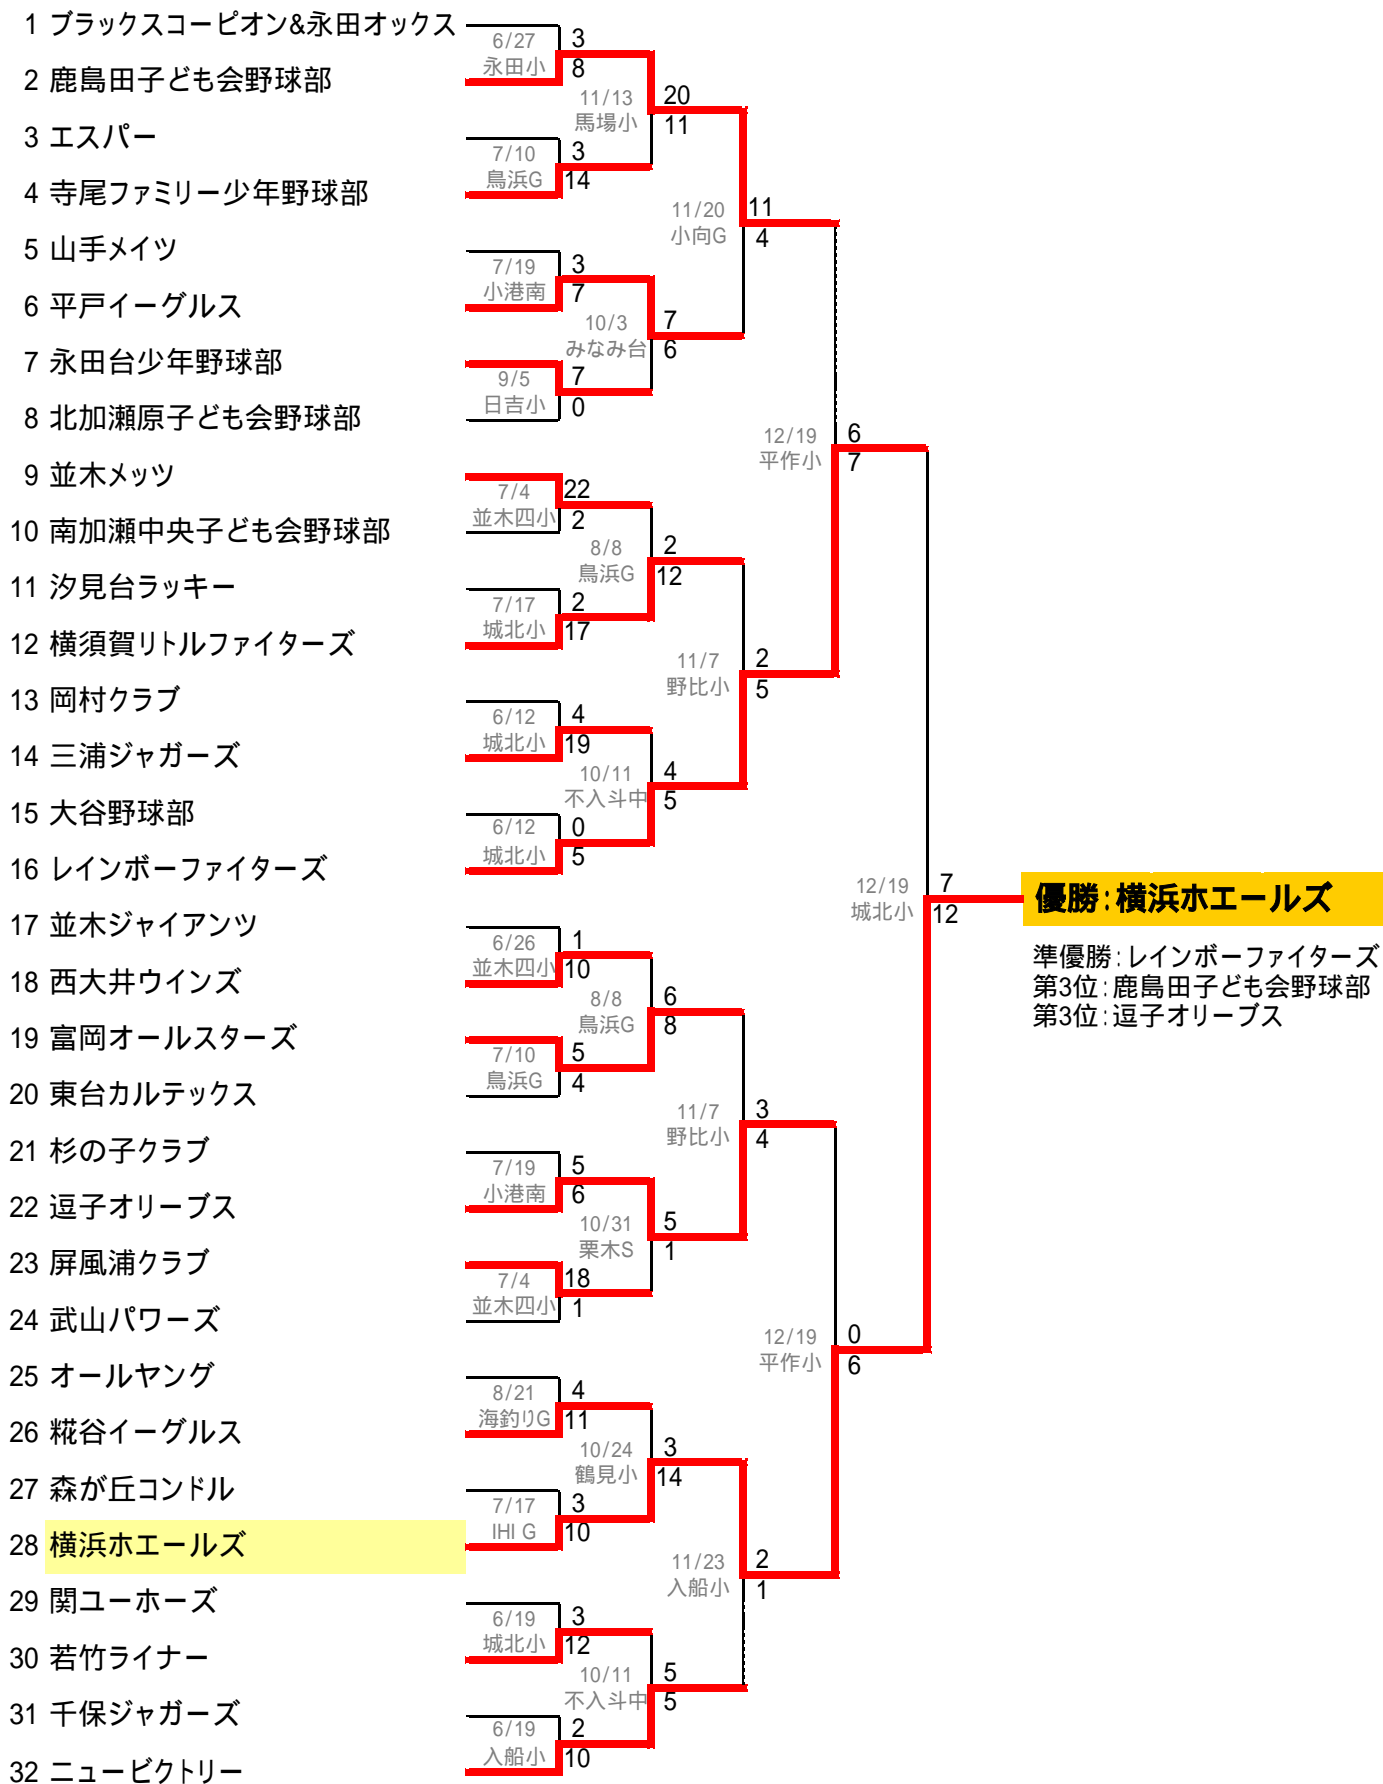 1 ブラックスコーピオン&永田オックス
2 鹿島田子ども会野球部
3 エスパー
4 寺尾ファミリー少年野球部
5 山手メイツ
6 平戸イーグルス
7 永田台少年野球部
8 北加瀬原子ども会野球部
9 並木メッツ
10 南加瀬中央子ども会野球部
11 汐見台ラッキー
12 横須賀リトルファイターズ
13 岡村クラブ
14 三浦ジャガーズ
15 大谷野球部
16 レインボーファイターズ
17 並木ジャイアンツ
18 西大井ウインズ
19 富岡オールスターズ
20 東台カルテックス
21 杉の子クラブ
22 逗子オリーブス
23 屏風浦クラブ
24 武山パワーズ
25 オールヤング
26 糀谷イーグルス
27 森が丘コンドル
28 横浜ホエールズ
29 関ユーホーズ
30 若竹ライナー
31 千保ジャガーズ
32 ニュービクトリー
6/27 3
永田小 8
7/10 3
鳥浜G 14
7/19 3
小港南 7
9/5 7
日吉小 0
7/4 22
並木四小 2
7/17 2
城北小 17
6/12 4
城北小 19
6/12 0
城北小 5
6/26 1
並木四小 10
7/10 5
鳥浜G 4
7/19 5
小港南 6
7/4 18
並木四小 1
8/21 4
海釣りG 11
7/17 3
IHI G 10
6/19 3
城北小 12
6/19 2
入船小 10
11/13 20
馬場小 11
10/3 7
みなみ台 6
8/8 2
鳥浜G 12
10/11 4
不入斗中 5
8/8 6
鳥浜G 8
10/31 5
栗木S 1
10/24 3
鶴見小 14
10/11 5
不入斗中 5
11/20 11
小向G 4
11/7 2
野比小 5
11/7 3
野比小 4
11/23 2
入船小 1
12/19 6
平作小 7
12/19 0
平作小 6
12/19 7
城北小 12
優勝:横浜ホエールズ
準優勝:レインボーファイターズ
第3位:鹿島田子ども会野球部
第3位:逗子オリーブス